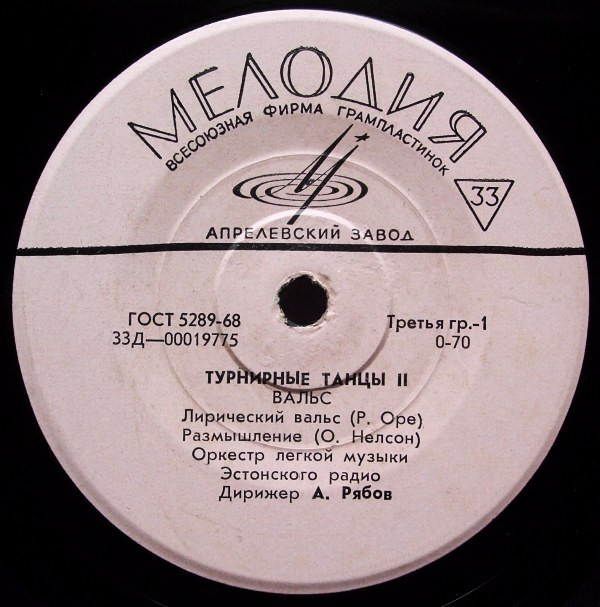 МЕЛОДИЯ
ВСЕСОЮЗНАЯ ФИРМА ГРАМПЛАСТИНОК
33
АПРЕЛЕВСКИЙ ЗАВОД
ГОСТ 5289-68
Третья гр.-1
33Д—00019775
0-70
ТУРНИРНЫЕ ТАНЦЫ II
ВАЛЬС
Лирический вальс (Р. Оре)
Размышление (О. Нелсон)
Оркестр легкой музыки
Эстонского радио
Дирижер А. Рябов